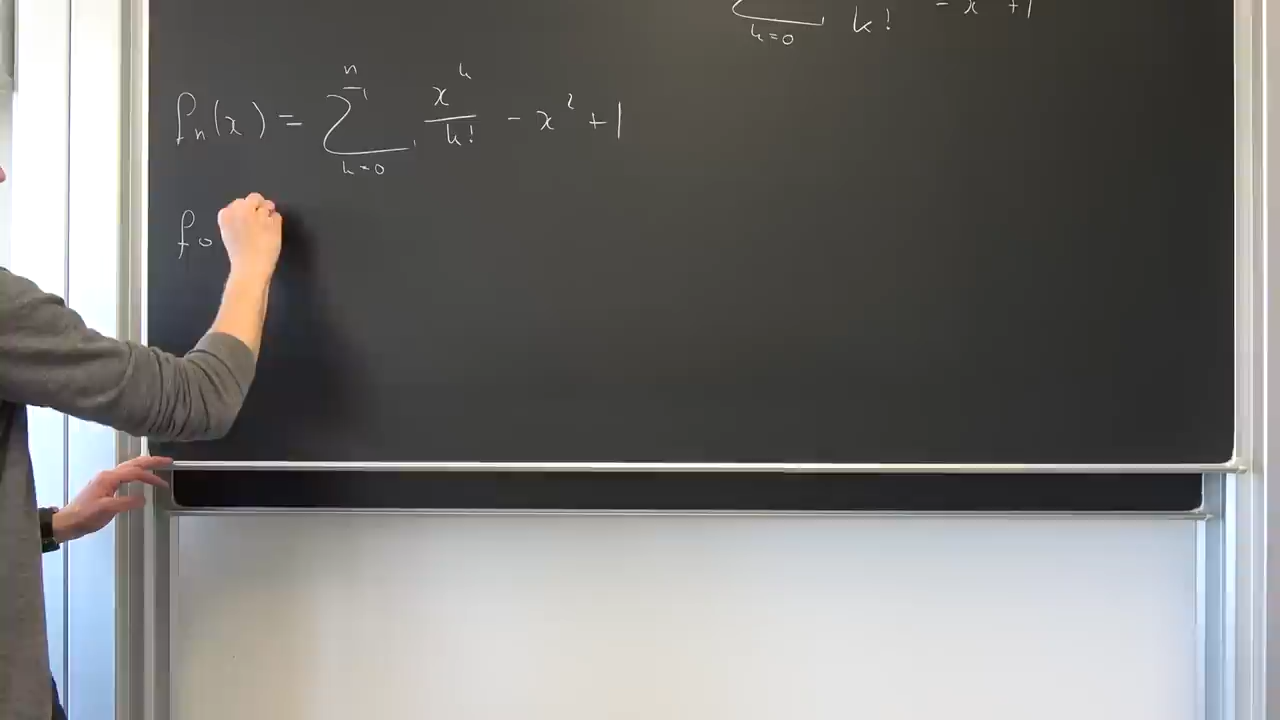 ∑ k=0 k! - x +1
fₙ(x) = ∑ₖ₌₀ⁿ xᵏ/k! - x² +1
f₀